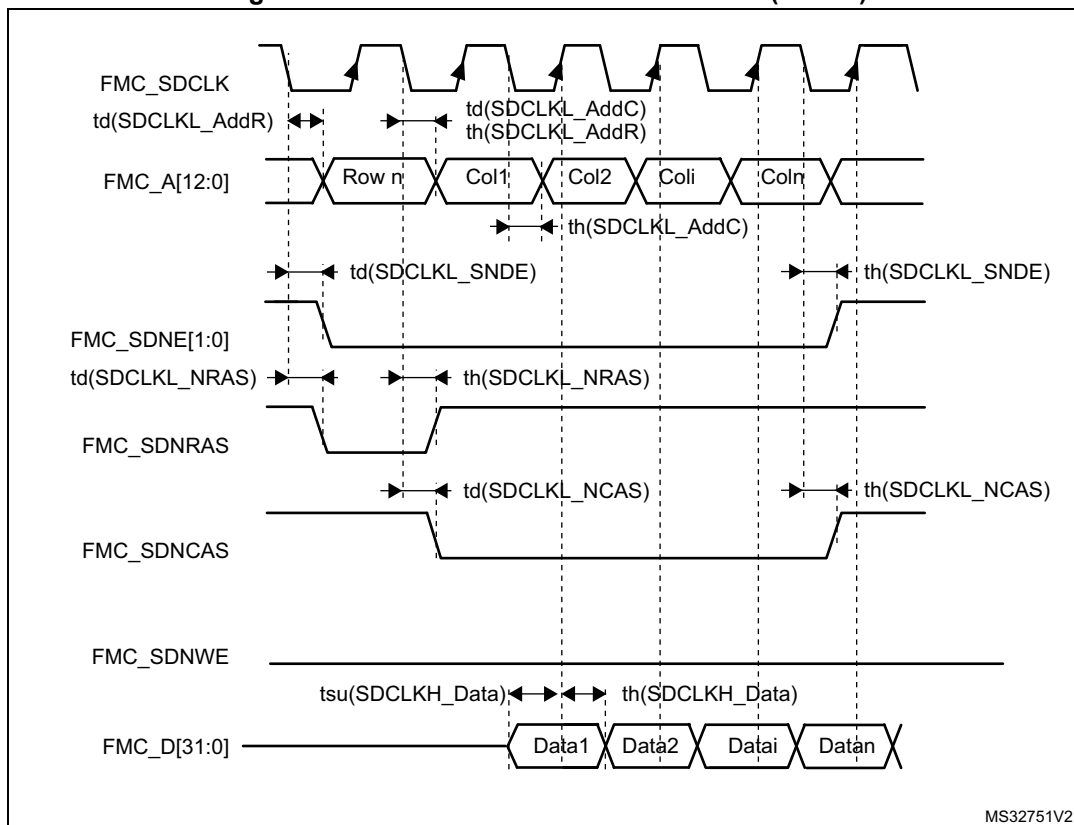 FMC_SDCLK
td(SDCLKL_AddR)
td(SDCLKL_AddC)
th(SDCLKL_AddR)
FMC_A[12:0]
Row n
Col1
Col2
Coli
Coln
th(SDCLKL_AddC)
td(SDCLKL_SNDE)
th(SDCLKL_SNDE)
FMC_SDNE[1:0]
td(SDCLKL_NRAS)
th(SDCLKL_NRAS)
FMC_SDNRAS
td(SDCLKL_NCAS)
th(SDCLKL_NCAS)
FMC_SDNCAS
FMC_SDNWE
tsu(SDCLKH_Data)
th(SDCLKH_Data)
FMC_D[31:0]
Data1
Data2
Datai
Datan
MS32751V2